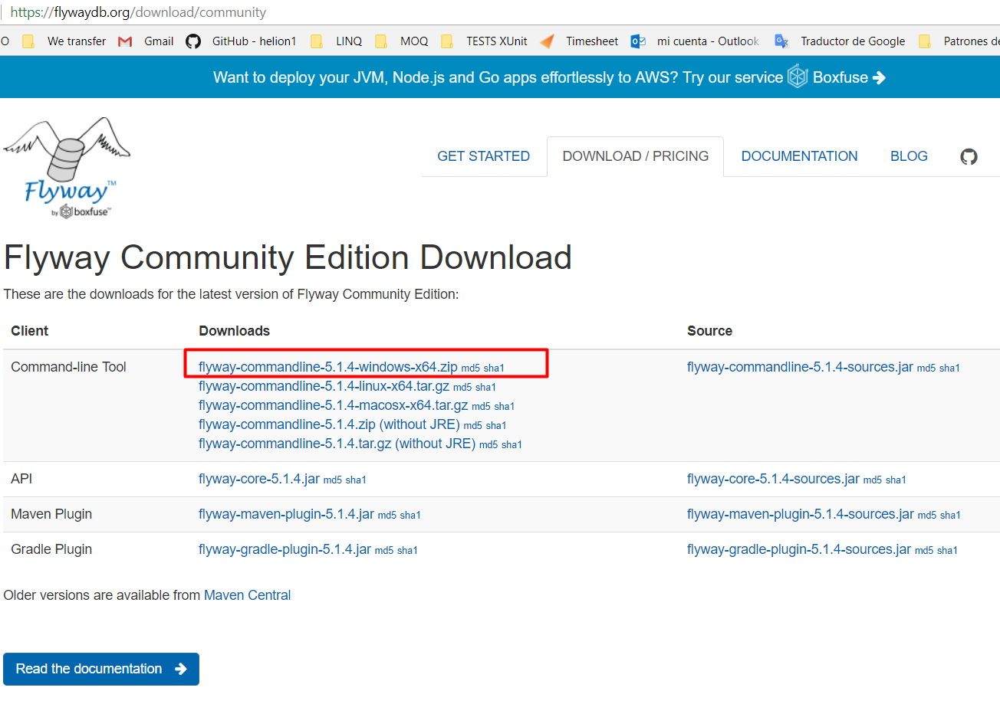 https://flywaydb.org/download/community
O We transfer Gmail GitHub - helion1 LINQ MOQ TESTS XUnit Timesheet mi cuenta - Outlook Traductor de Google Patrones de
Want to deploy your JVM, Node.js and Go apps effortlessly to AWS? Try our service Boxfuse
Flyway™
by boxfuse™
GET STARTED DOWNLOAD / PRICING DOCUMENTATION BLOG
Flyway Community Edition Download
These are the downloads for the latest version of Flyway Community Edition:
Client Downloads Source
Command-line Tool flyway-commandline-5.1.4-windows-x64.zip md5 sha1 flyway-commandline-5.1.4-sources.jar md5 sha1
flyway-commandline-5.1.4-linux-x64.tar.gz md5 sha1
flyway-commandline-5.1.4-macosx-x64.tar.gz md5 sha1
flyway-commandline-5.1.4.zip (without JRE) md5 sha1
flyway-commandline-5.1.4.tar.gz (without JRE) md5 sha1
API flyway-core-5.1.4.jar md5 sha1 flyway-core-5.1.4-sources.jar md5 sha1
Maven Plugin flyway-maven-plugin-5.1.4.jar md5 sha1 flyway-maven-plugin-5.1.4-sources.jar md5 sha1
Gradle Plugin flyway-gradle-plugin-5.1.4.jar md5 sha1 flyway-gradle-plugin-5.1.4-sources.jar md5 sha1
Older versions are available from Maven Central
Read the documentation